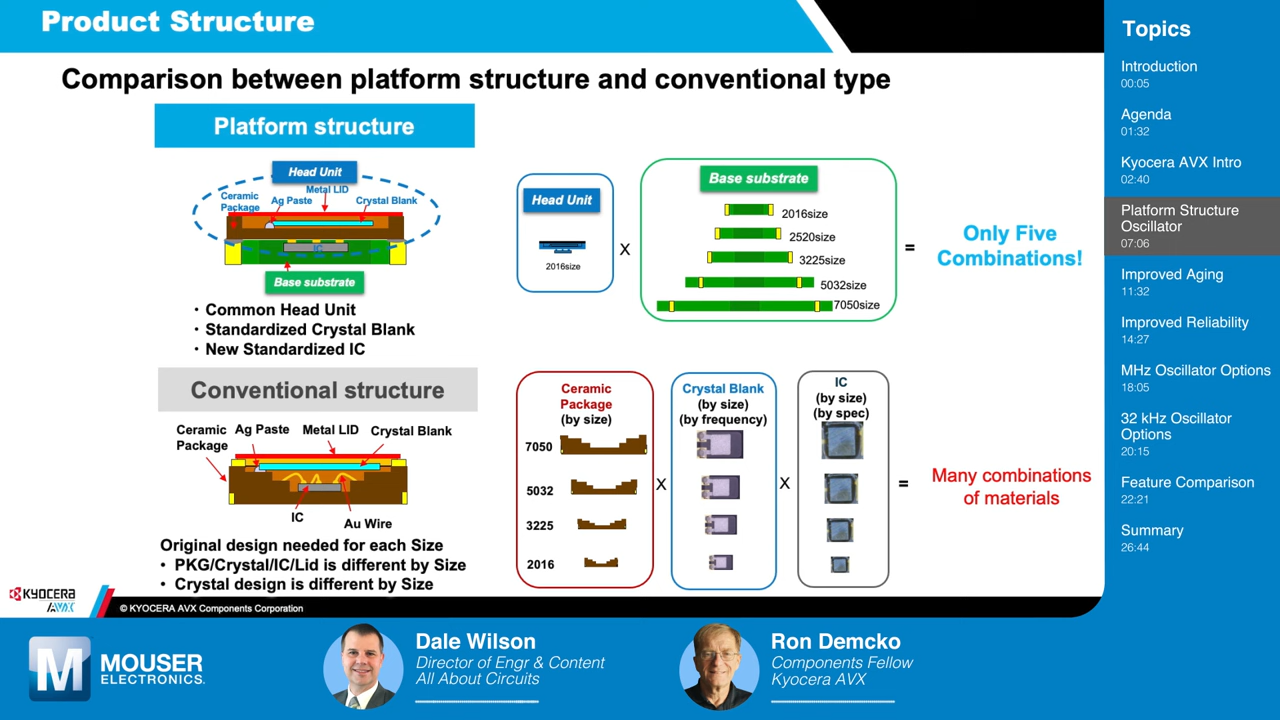 Product Structure
Comparison between platform structure and conventional type
Platform structure
Head Unit
Metal LID
Ceramic
Package
Ag Paste
Crystal Blank
IC
Base substrate
・ Common Head Unit
・ Standardized Crystal Blank
・ New Standardized IC
Head Unit
2016size
X
Base substrate
2016size
2520size
3225size
5032size
7050size
=
Only Five
Combinations!
Conventional structure
Ceramic
Package
Ag Paste
Metal LID
Crystal Blank
IC
Au Wire
Original design needed for each Size
• PKG/Crystal/IC/Lid is different by Size
• Crystal design is different by Size
Ceramic
Package
(by size)
7050
5032
3225
2016
X
Crystal Blank
(by size)
(by frequency)
X
IC
(by size)
(by spec)
=
Many combinations
of materials
KYOCERA
AVX
© KYOCERA AVX Components Corporation
Topics
Introduction
00:05
Agenda
01:32
Kyocera AVX Intro
02:40
Platform Structure
Oscillator
07:06
Improved Aging
11:32
Improved Reliability
14:27
MHz Oscillator Options
18:05
32 kHz Oscillator
Options
20:15
Feature Comparison
22:21
Summary
26:44
M
MOUSER
ELECTRONICS.
Dale Wilson
Director of Engr & Content
All About Circuits
Ron Demcko
Components Fellow
Kyocera AVX